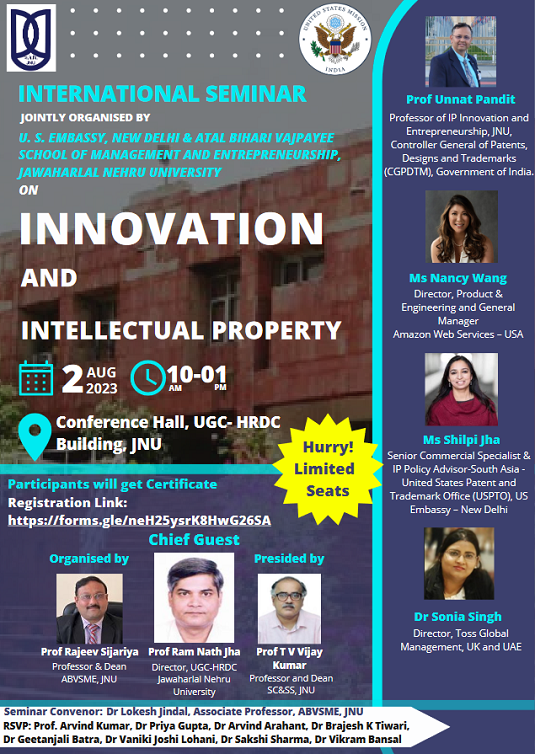 JNU
UNITED STATES MISSION
INDIA
INTERNATIONAL SEMINAR
JOINTLY ORGANISED BY
U. S. EMBASSY, NEW DELHI & ATAL BIHARI VAJPAYEE
SCHOOL OF MANAGEMENT AND ENTREPRENEURSHIP,
JAWAHARLAL NEHRU UNIVERSITY
ON
INNOVATION
AND
INTELLECTUAL PROPERTY
2 AUG
2023
10-01
AM PM
Conference Hall, UGC- HRDC
Building, JNU
Hurry!
Limited
Seats
Participants will get Certificate
Registration Link:
https://forms.gle/neH25ysrK8HwG26SA
Chief Guest
Organised by
Presided by
Prof Rajeev Sijariya
Professor & Dean
ABVSME, JNU
Prof Ram Nath Jha
Director, UGC-HRDC
Jawaharlal Nehru
University
Prof T V Vijay
Kumar
Professor and Dean
SC&SS, JNU
Prof Unnat Pandit
Professor of IP Innovation and
Entrepreneurship, JNU,
Controller General of Patents,
Designs and Trademarks
(CGPDTM), Government of India.
Ms Nancy Wang
Director, Product &
Engineering and General
Manager
Amazon Web Services – USA
Ms Shilpi Jha
Senior Commercial Specialist &
IP Policy Advisor-South Asia -
United States Patent and
Trademark Office (USPTO), US
Embassy – New Delhi
Dr Sonia Singh
Director, Toss Global
Management, UK and UAE
Seminar Convenor: Dr Lokesh Jindal, Associate Professor, ABVSME, JNU
RSVP: Prof. Arvind Kumar, Dr Priya Gupta, Dr Arvind Arahant, Dr Brajesh K Tiwari,
Dr Geetanjali Batra, Dr Vaniki Joshi Lohani, Dr Sakshi Sharma, Dr Vikram Bansal